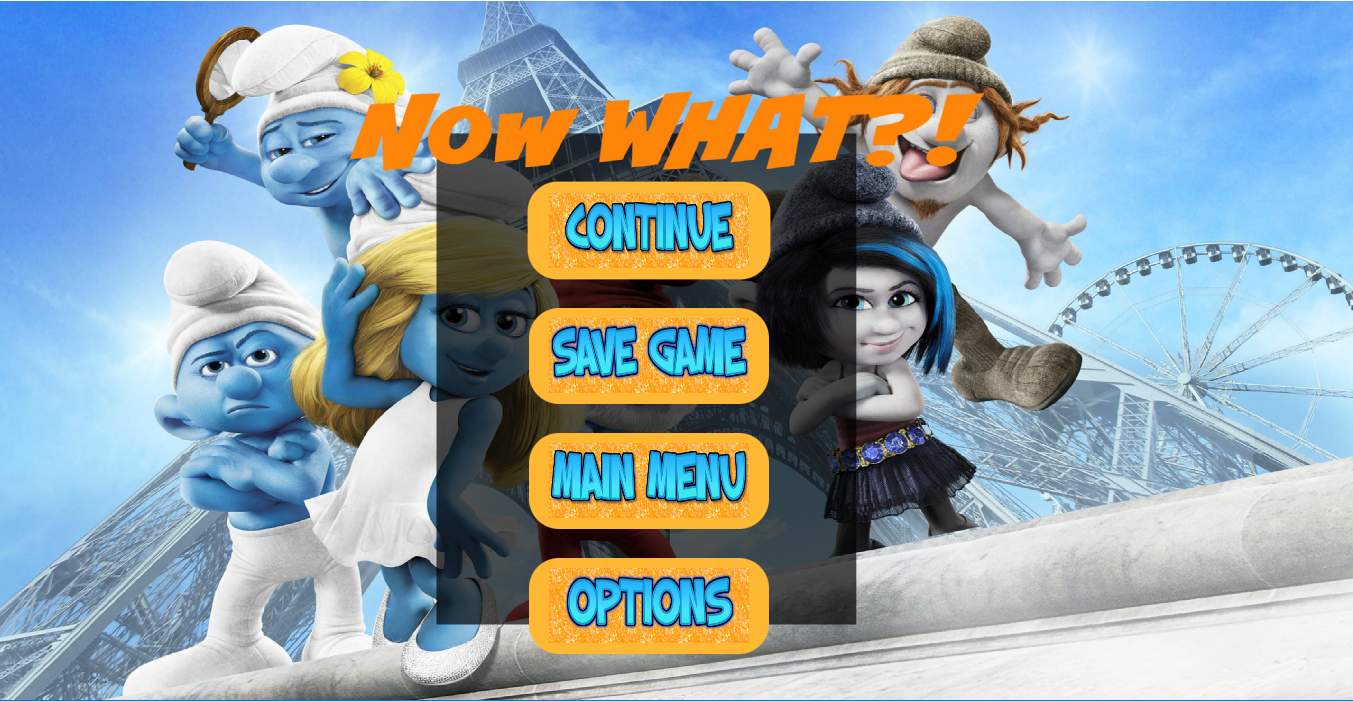 Now WHAT?!
CONTINUE
SAVE GAME
MAIN MENU
OPTIONS